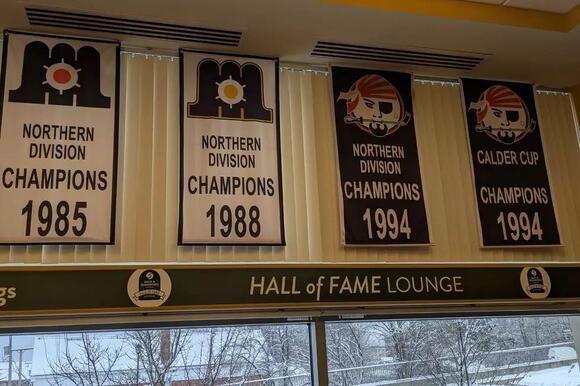 NORTHERN
DIVISION
CHAMPIONS
1985
NORTHERN
DIVISION
CHAMPIONS
1988
NORTHERN
DIVISION
CHAMPIONS
1994
CALDER CUP
CHAMPIONS
1994
gs
HALL of FAME LOUNGE